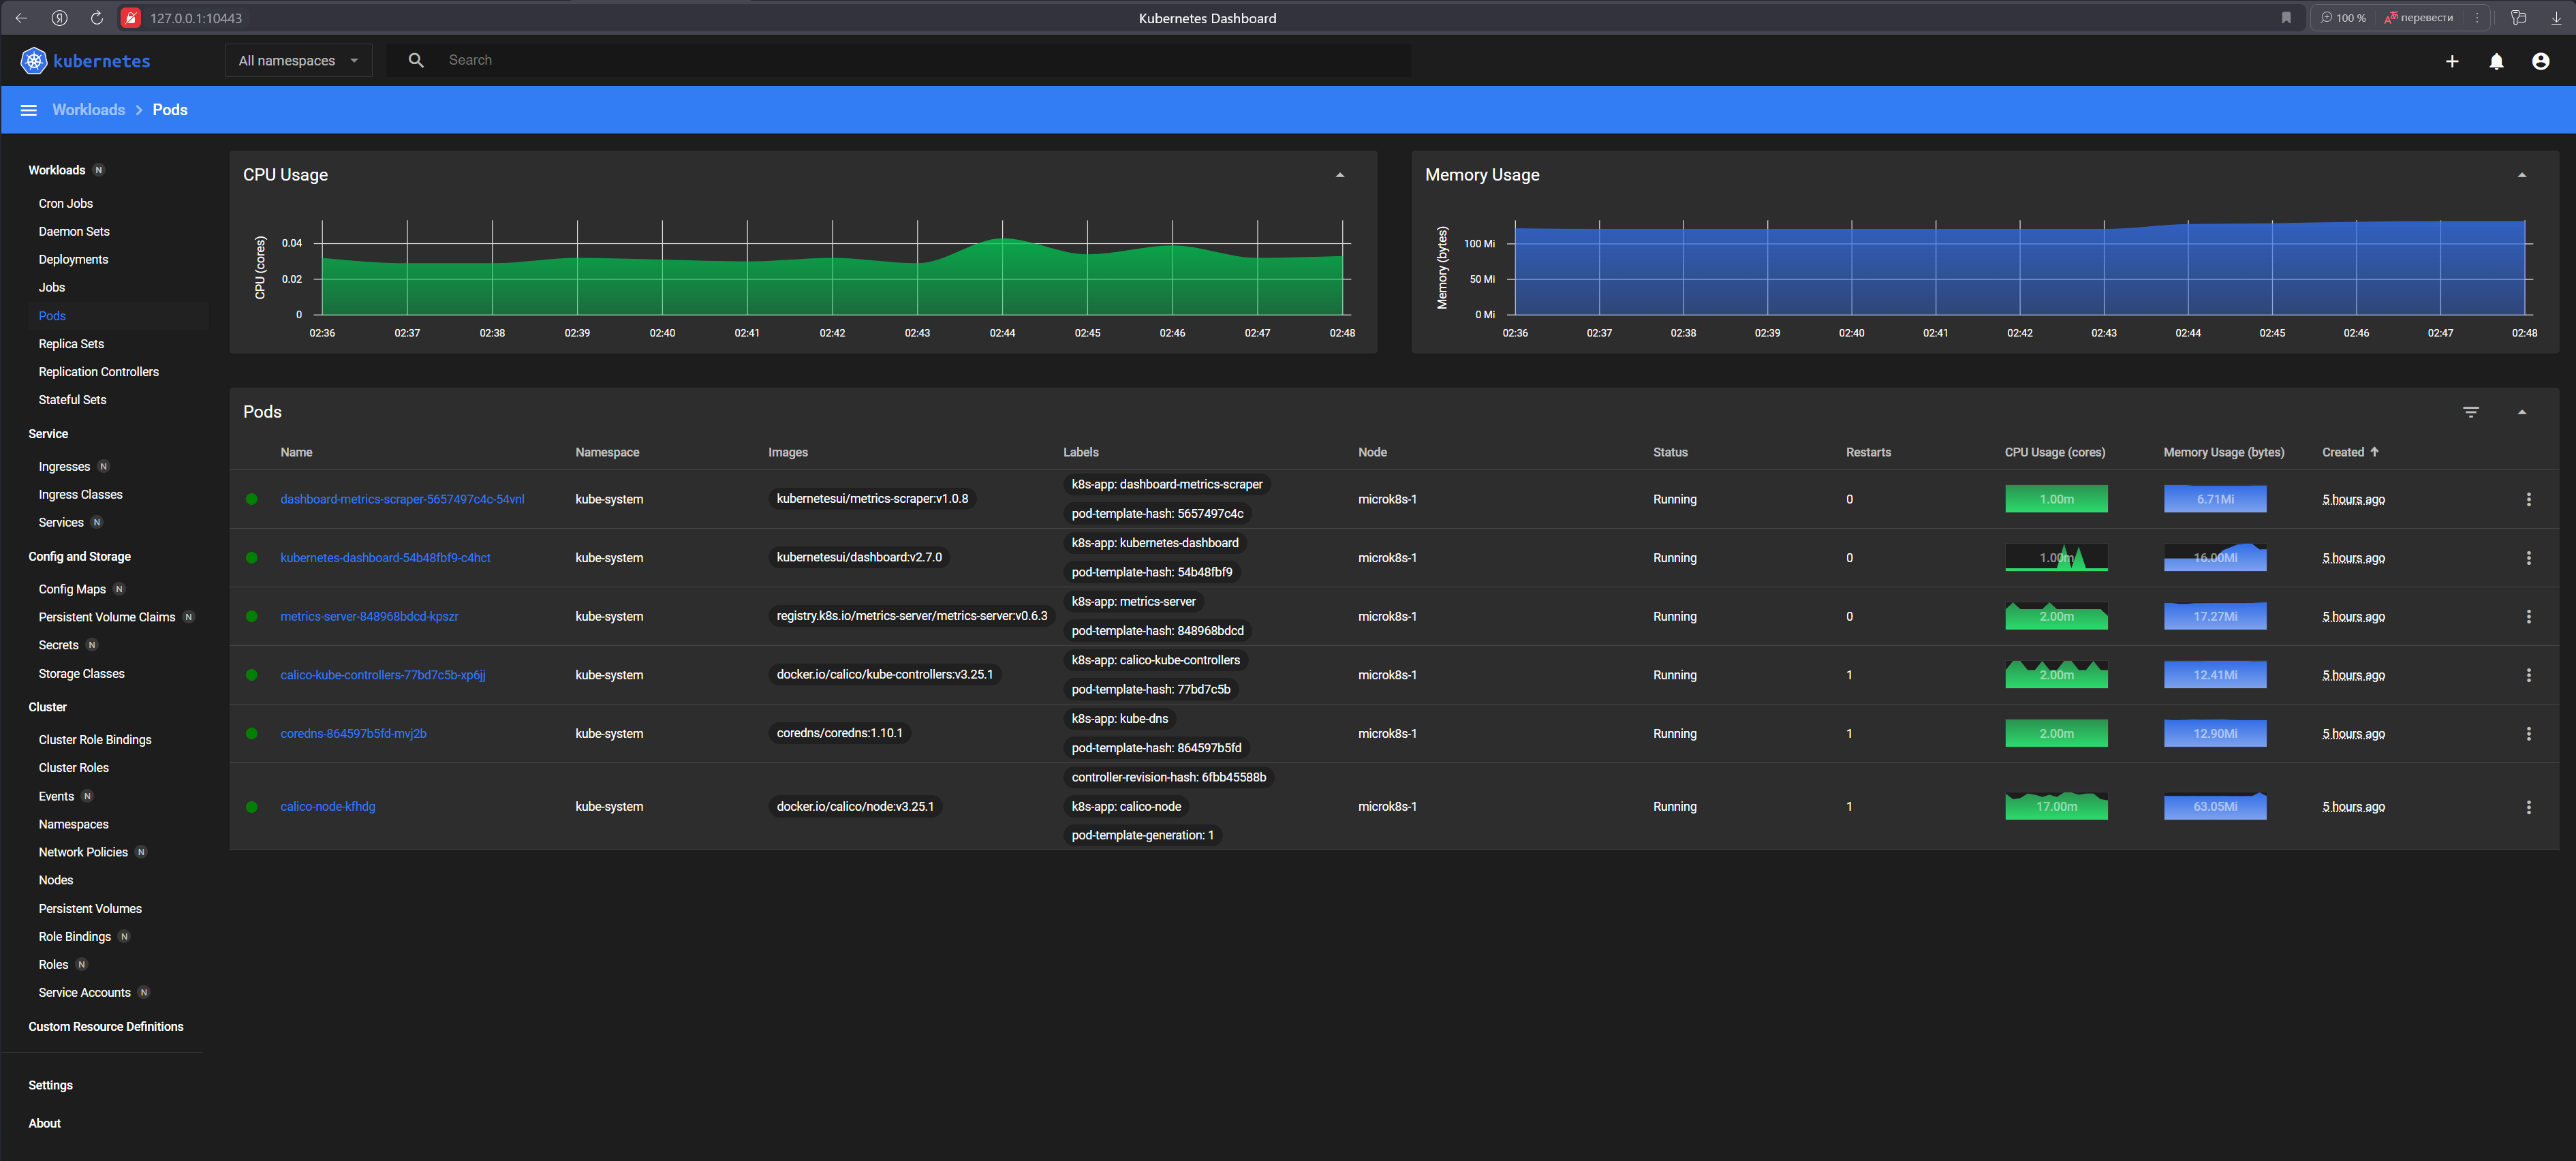 127.0.0.1:10443
Kubernetes Dashboard
100 %
перевести
kubernetes
All namespaces
Search
Workloads > Pods
Workloads N
Cron Jobs
Daemon Sets
Deployments
Jobs
Pods
Replica Sets
Replication Controllers
Stateful Sets
Service
Ingresses N
Ingress Classes
Services N
Config and Storage
Config Maps N
Persistent Volume Claims N
Secrets N
Storage Classes
Cluster
Cluster Role Bindings
Cluster Roles
Events N
Namespaces
Network Policies N
Nodes
Persistent Volumes
Role Bindings N
Roles N
Service Accounts N
Custom Resource Definitions
Settings
About
CPU Usage
CPU (cores)
0.04
0.02
0
02:36 02:37 02:38 02:39 02:40 02:41 02:42 02:43 02:44 02:45 02:46 02:47 02:48
Memory Usage
Memory (bytes)
100 Mi
50 Mi
0 Mi
02:36 02:37 02:38 02:39 02:40 02:41 02:42 02:43 02:44 02:45 02:46 02:47 02:48
Pods
Name Namespace Images Labels Node Status Restarts CPU Usage (cores) Memory Usage (bytes) Created
k8s-app: dashboard-metrics-scraper
dashboard-metrics-scraper-5657497c4c-54vnl kube-system kubernetesui/metrics-scraper:v1.0.8 microk8s-1 Running 0 1.00m 6.71Mi 5 hours ago
pod-template-hash: 5657497c4c
k8s-app: kubernetes-dashboard
kubernetes-dashboard-54b48fbf9-c4hct kube-system kubernetesui/dashboard:v2.7.0 microk8s-1 Running 0 1.00m 16.00Mi 5 hours ago
pod-template-hash: 54b48fbf9
k8s-app: metrics-server
metrics-server-848968bdcd-kpszr kube-system registry.k8s.io/metrics-server/metrics-server:v0.6.3 microk8s-1 Running 0 2.00m 17.27Mi 5 hours ago
pod-template-hash: 848968bdcd
k8s-app: calico-kube-controllers
calico-kube-controllers-77bd7c5b-xp6jj kube-system docker.io/calico/kube-controllers:v3.25.1 microk8s-1 Running 1 2.00m 12.41Mi 5 hours ago
pod-template-hash: 77bd7c5b
k8s-app: kube-dns
coredns-864597b5fd-mvj2b kube-system coredns/coredns:1.10.1 microk8s-1 Running 1 2.00m 12.90Mi 5 hours ago
pod-template-hash: 864597b5fd
controller-revision-hash: 6fbb45588b
calico-node-kfhdg kube-system docker.io/calico/node:v3.25.1 k8s-app: calico-node microk8s-1 Running 1 17.00m 63.05Mi 5 hours ago
pod-template-generation: 1